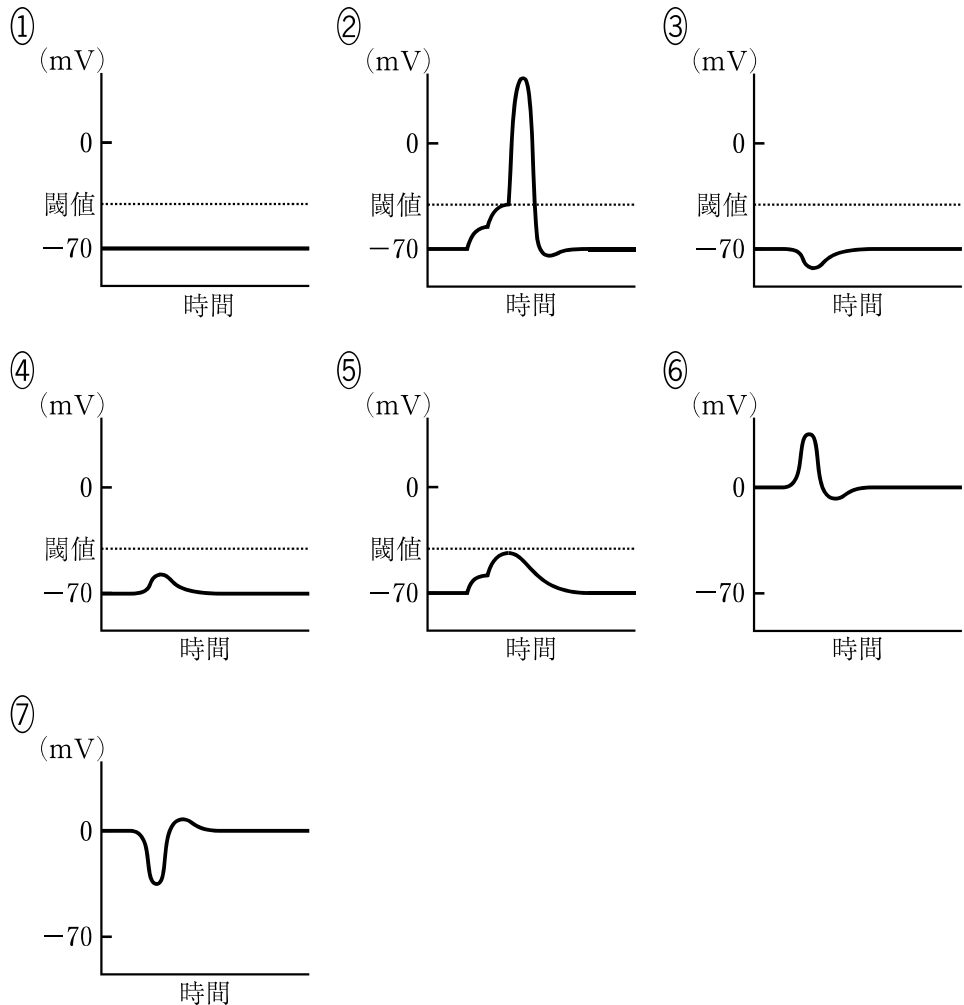 ① ② ③
(mV) (mV) (mV)
0 0 0
閾値 閾値 閾値
－70 －70 －70
時間 時間 時間
④ ⑤ ⑥
(mV) (mV) (mV)
0 0 0
閾値 閾値
－70 －70 －70
時間 時間 時間
⑦
(mV)
0
－70
時間